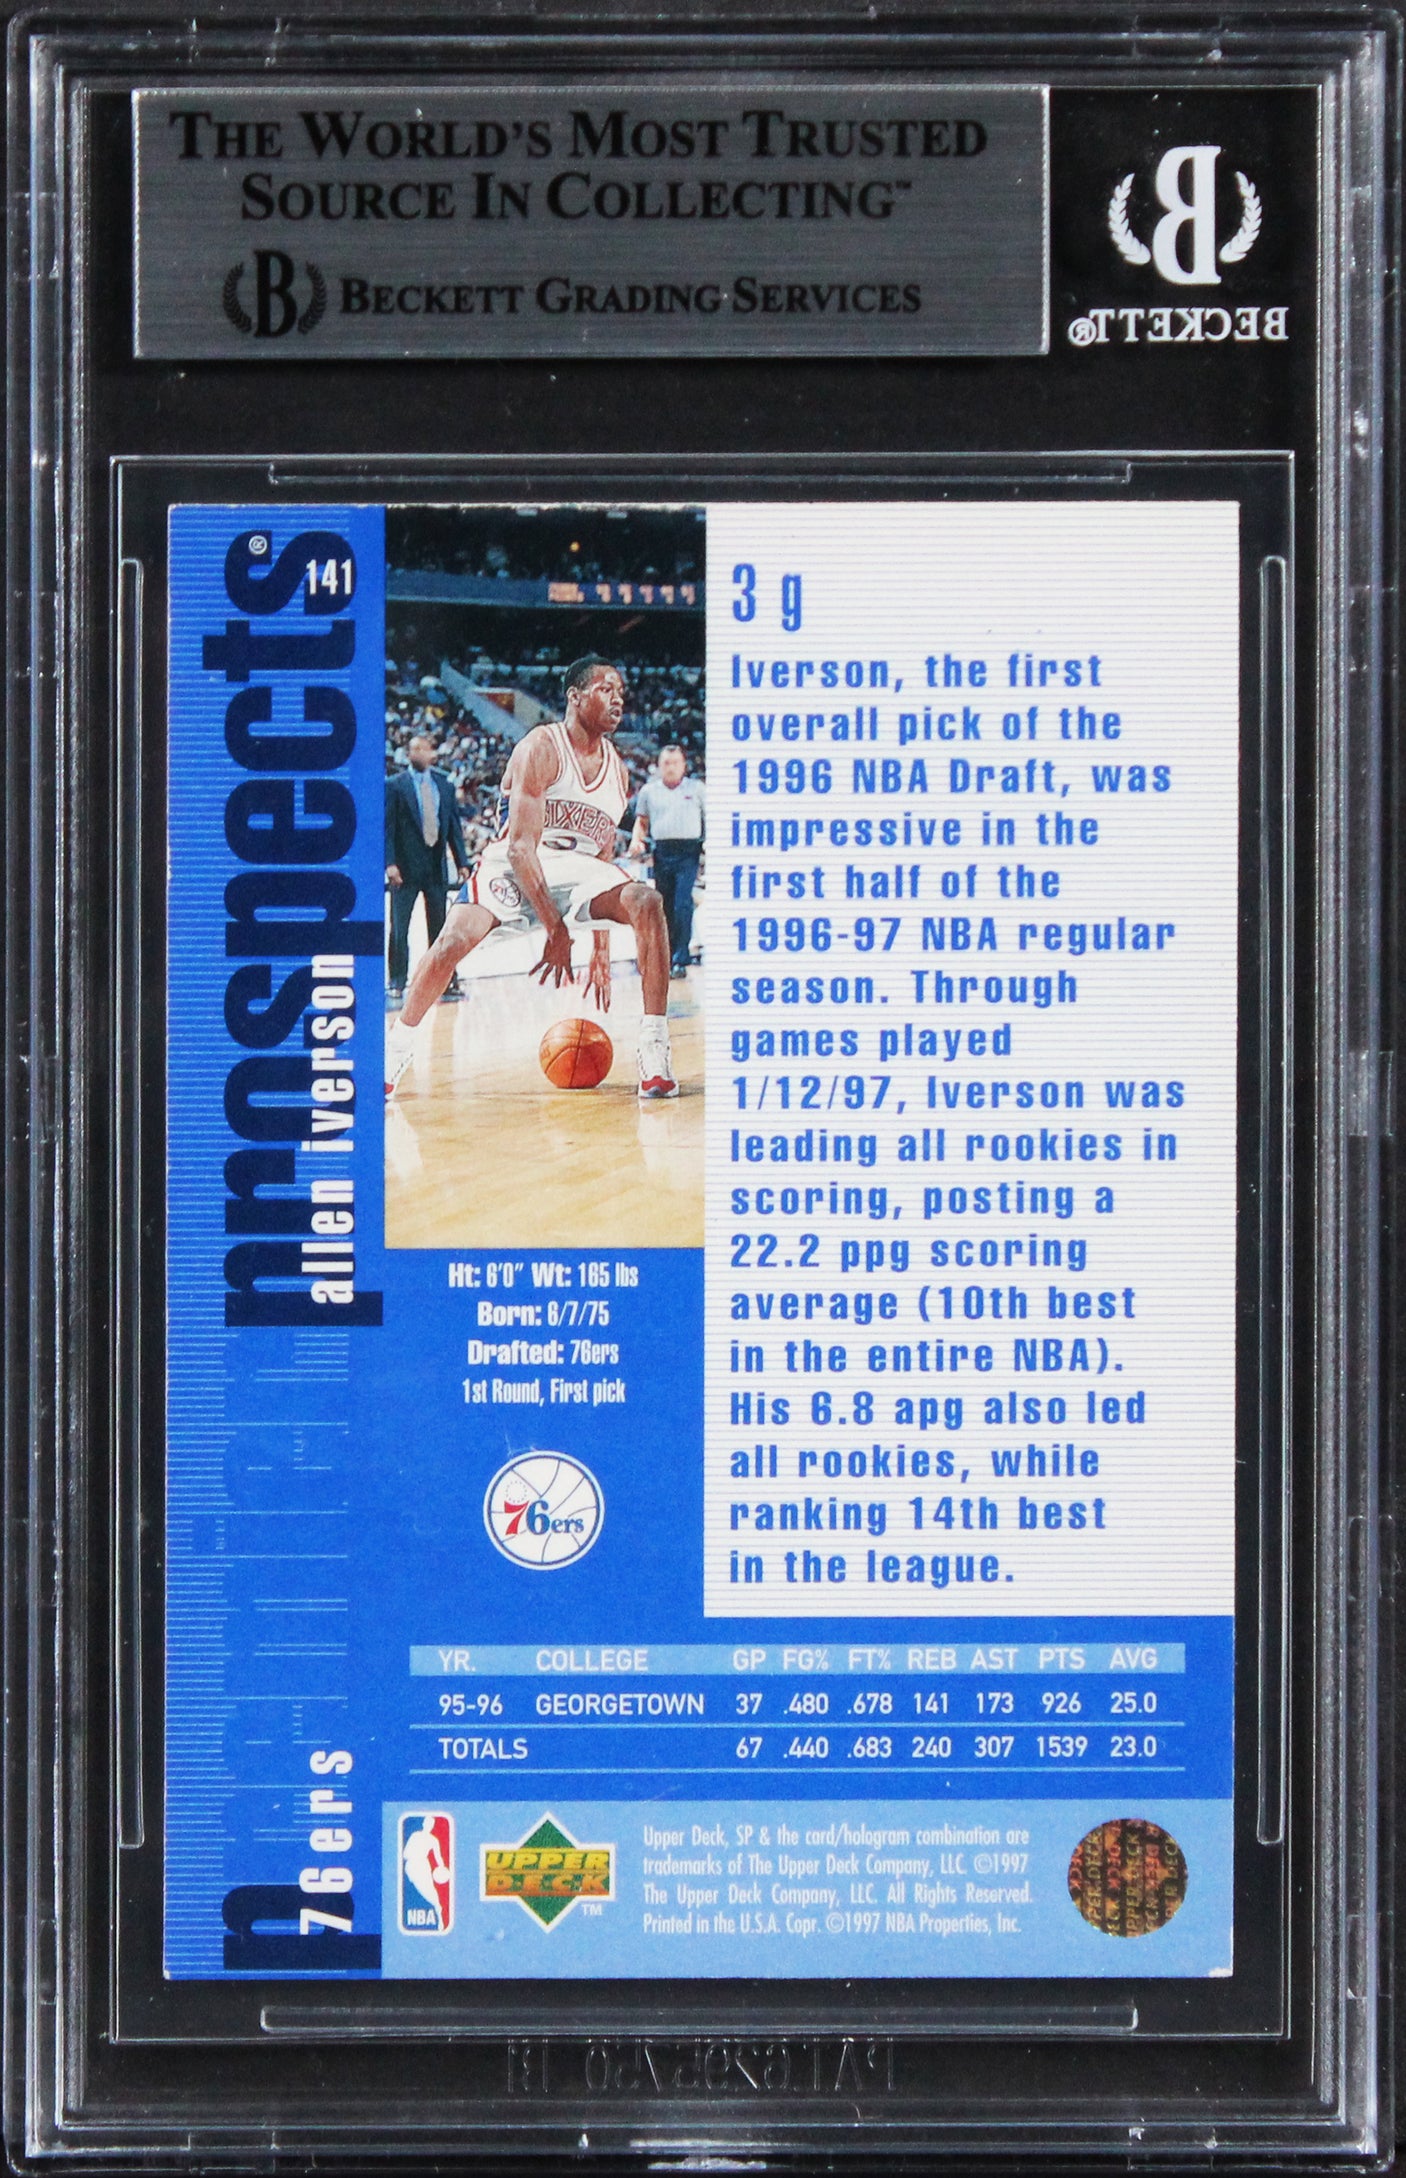 THE WORLD'S MOST TRUSTED
SOURCE IN COLLECTING™
B BECKETT GRADING SERVICES
B
BECKETT®
prospects®
141
allen iverson
76ers
SIXERS
3 g
Iverson, the first
overall pick of the
1996 NBA Draft, was
impressive in the
first half of the
1996-97 NBA regular
season. Through
games played
1/12/97, Iverson was
leading all rookies in
scoring, posting a
22.2 ppg scoring
average (10th best
in the entire NBA).
His 6.8 apg also led
all rookies, while
ranking 14th best
in the league.
Ht: 6'0" Wt: 165 lbs
Born: 6/7/75
Drafted: 76ers
1st Round, First pick
76ers
YR. COLLEGE GP FG% FT% REB AST PTS AVG
95-96 GEORGETOWN 37 .480 .678 141 173 926 25.0
TOTALS 67 .440 .683 240 307 1539 23.0
NBA
UPPER
DECK™
Upper Deck, SP & the card/hologram combination are
trademarks of The Upper Deck Company, LLC. ©1997
The Upper Deck Company, LLC. All Rights Reserved.
Printed in the U.S.A. Copr. ©1997 NBA Properties, Inc.